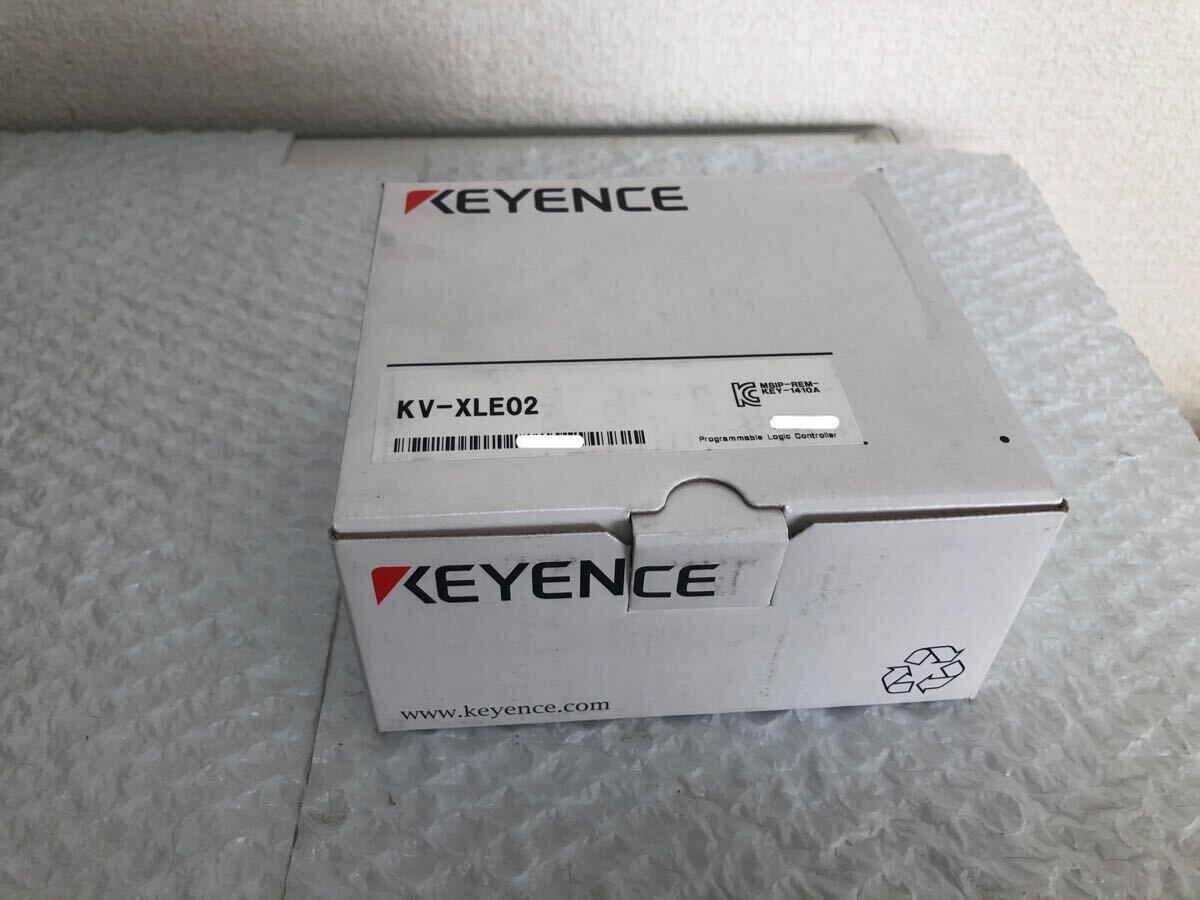 KEYENCE
KV-XLE02
MSIP-REM-
KEY-1410A
Programmable Logic Controller
KEYENCE
www.keyence.com